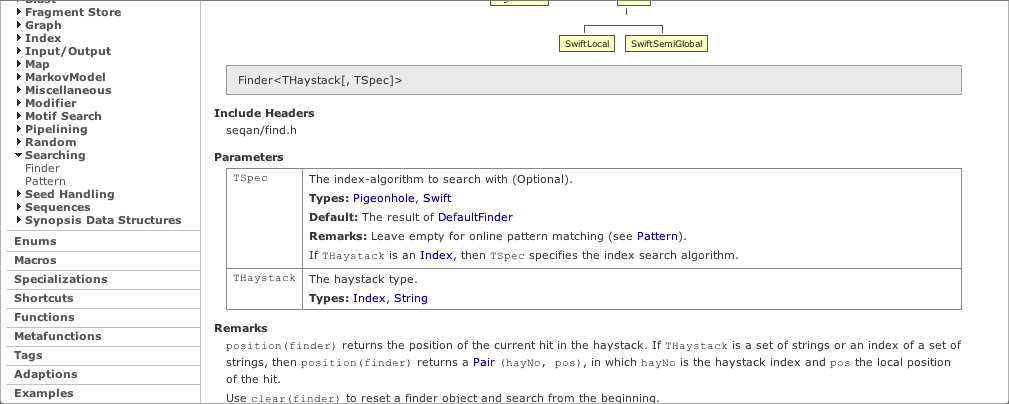 Fragment Store
Graph
Index
Input/Output
Map
MarkovModel
Miscellaneous
Modifier
Motif Search
Pipelining
Random
Searching
Finder
Pattern
Seed Handling
Sequences
Synopsis Data Structures
Enums
Macros
Specializations
Shortcuts
Functions
Metafunctions
Tags
Adaptions
Examples
SwiftLocal
SwiftSemiGlobal
Finder<THaystack[, TSpec]>
Include Headers
seqan/find.h
Parameters
TSpec
The index-algorithm to search with (Optional).
Types: Pigeonhole, Swift
Default: The result of DefaultFinder
Remarks: Leave empty for online pattern matching (see Pattern).
If THaystack is an Index, then TSpec specifies the index search algorithm.
THaystack
The haystack type.
Types: Index, String
Remarks
position(finder) returns the position of the current hit in the haystack. If THaystack is a set of strings or an index of a set of
strings, then position(finder) returns a Pair (hayNo, pos), in which hayNo is the haystack index and pos the local position
of the hit.
Use clear(finder) to reset a finder object and search from the beginning.